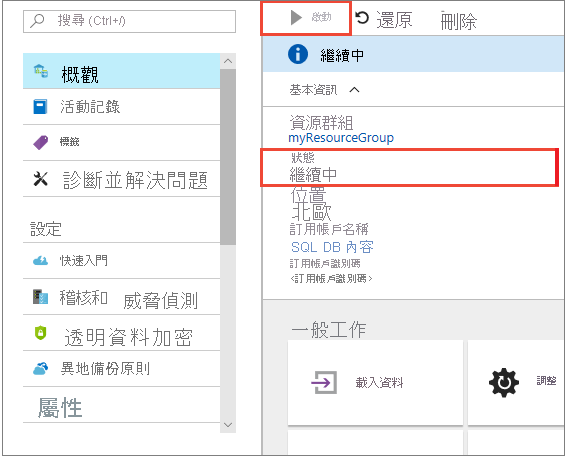 搜尋 (Ctrl+/)
概觀
活動記錄
標籤
診斷並解決問題
設定
快速入門
稽核和 威脅偵測
透明資料加密
異地備份原則
屬性
啟動 還原 刪除
繼續中
基本資訊
資源群組
myResourceGroup
狀態
繼續中
位置
北歐
訂用帳戶名稱
SQL DB 內容
訂用帳戶識別碼
<訂用帳戶識別碼>
一般工作
載入資料
調整